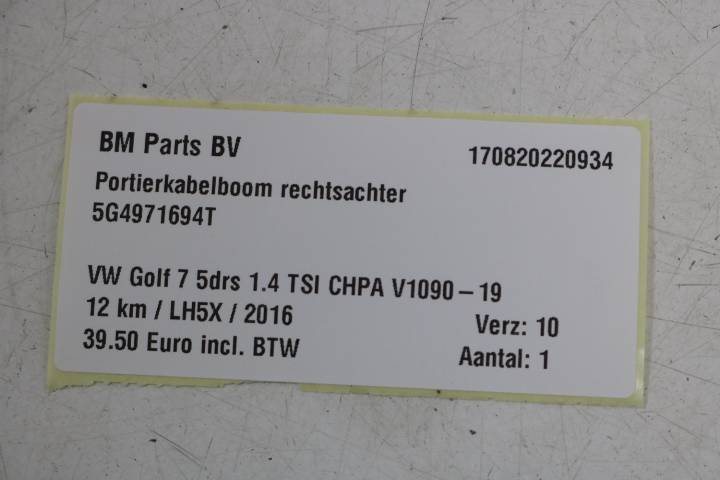 BM Parts BV 170820220934
Portierkabelboom rechtsachter
5G4971694T
VW Golf 7 5drs 1.4 TSI CHPA V1090-19
12 km / LH5X / 2016 Verz: 10
39.50 Euro incl. BTW Aantal: 1